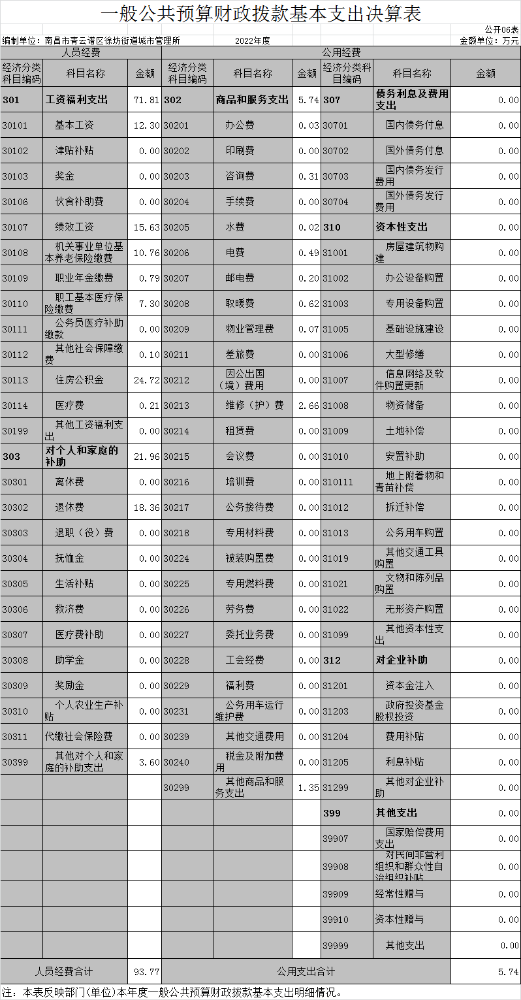 一般公共预算财政拨款基本支出决算表
公开06表
编制单位：南昌市青云谱区徐坊街道城市管理所 2022年度 金额单位：万元
人员经费 公用经费
经济分类科目编码 科目名称 金额 经济分类科目编码 科目名称 金额 经济分类科目编码 科目名称 金额
301 工资福利支出 71.81 302 商品和服务支出 5.74 307 债务利息及费用支出 0.00
30101 基本工资 12.30 30201 办公费 0.03 30701 国内债务付息 0.00
30102 津贴补贴 0.00 30202 印刷费 0.00 30702 国外债务付息 0.00
30103 奖金 0.00 30203 咨询费 0.31 30703 国内债务发行费用 0.00
30106 伙食补助费 0.00 30204 手续费 0.00 30704 国外债务发行费用 0.00
30107 绩效工资 15.63 30205 水费 0.02 310 资本性支出 0.00
30108 机关事业单位基本养老保险缴费 10.76 30206 电费 0.49 31001 房屋建筑物购建 0.00
30109 职业年金缴费 0.79 30207 邮电费 0.20 31002 办公设备购置 0.00
30110 职工基本医疗保险缴费 7.30 30208 取暖费 0.62 31003 专用设备购置 0.00
30111 公务员医疗补助缴款 0.00 30209 物业管理费 0.07 31005 基础设施建设 0.00
30112 其他社会保障缴费 0.10 30211 差旅费 0.00 31006 大型修缮 0.00
30113 住房公积金 24.72 30212 因公出国（境）费用 0.00 31007 信息网络及软件购置更新 0.00
30114 医疗费 0.21 30213 维修（护）费 2.66 31008 物资储备 0.00
30199 其他工资福利支出 0.00 30214 租赁费 0.00 31009 土地补偿 0.00
303 对个人和家庭的补助 21.96 30215 会议费 0.00 31010 安置补助 0.00
30301 离休费 0.00 30216 培训费 0.00 310111 地上附着物和青苗补偿 0.00
30302 退休费 18.36 30217 公务接待费 0.00 31012 拆迁补偿 0.00
30303 退职（役）费 0.00 30218 专用材料费 0.00 31013 公务用车购置 0.00
30304 抚恤金 0.00 30224 被装购置费 0.00 31019 其他交通工具购置 0.00
30305 生活补贴 0.00 30225 专用燃料费 0.00 31021 文物和陈列品购置 0.00
30306 救济费 0.00 30226 劳务费 0.00 31022 无形资产购置 0.00
30307 医疗费补助 0.00 30227 委托业务费 0.00 31099 其他资本性支出 0.00
30308 助学金 0.00 30228 工会经费 0.00 312 对企业补助 0.00
30309 奖励金 0.00 30229 福利费 0.00 31201 资本金注入 0.00
30310 个人农业生产补贴 0.00 30231 公务用车运行维护费 0.00 31203 政府投资基金股权投资 0.00
30311 代缴社会保险费 0.00 30239 其他交通费用 0.00 31204 费用补贴 0.00
30399 其他对个人和家庭的补助支出 3.60 30240 税金及附加费用 0.00 31205 利息补贴 0.00
30299 其他商品和服务支出 1.35 31299 其他对企业补助 0.00
399 其他支出 0.00
39907 国家赔偿费用支出 0.00
39908 对民间非营利组织和群众性自治组织补贴 0.00
39909 经常性赠与 0.00
39910 资本性赠与 0.00
39999 其他支出 0.00
人员经费合计 93.77 公用支出合计 5.74
注：本表反映部门(单位)本年度一般公共预算财政拨款基本支出明细情况。